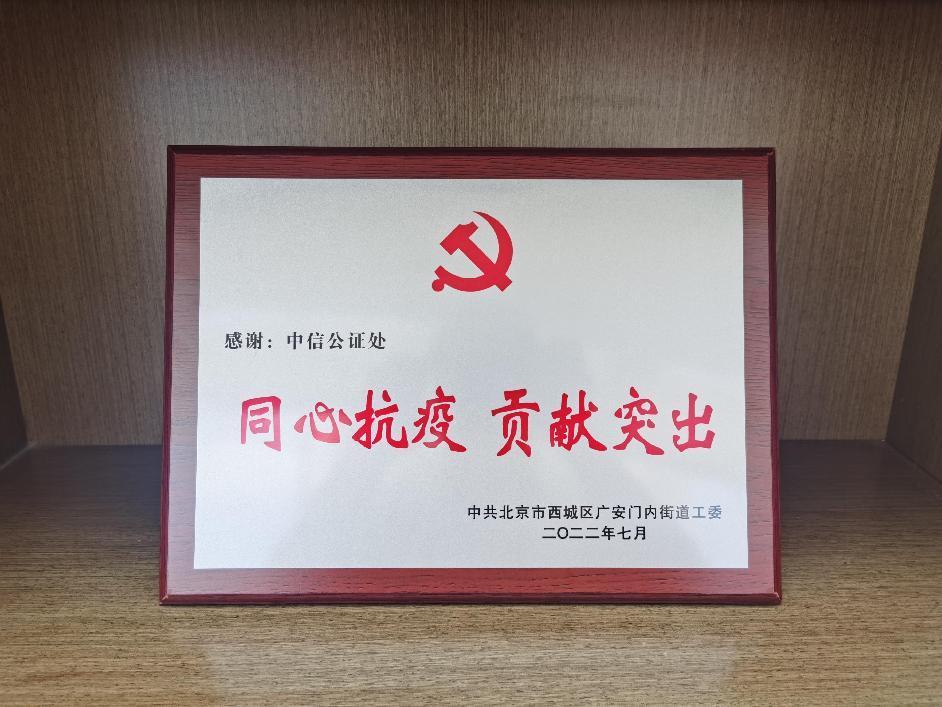 感谢：中信公证处
同心抗疫 贡献突出
中共北京市西城区广安门内街道工委
二〇二二年七月